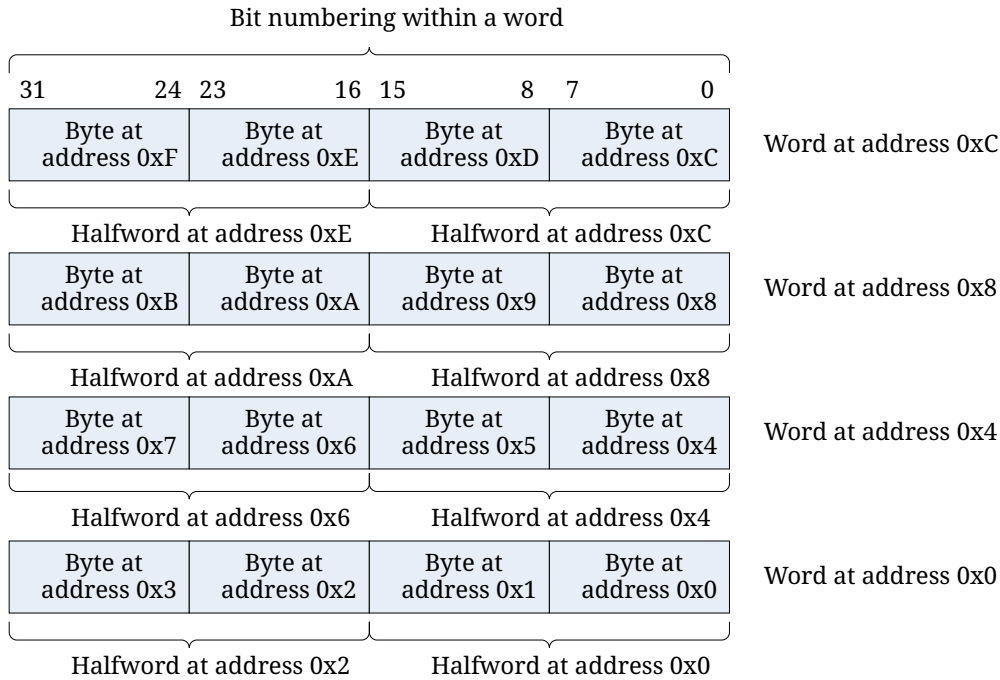 Bit numbering within a word
31 24 23 16 15 8 7 0
Byte at address 0xF
Byte at address 0xE
Byte at address 0xD
Byte at address 0xC
Word at address 0xC
Halfword at address 0xE
Halfword at address 0xC
Byte at address 0xB
Byte at address 0xA
Byte at address 0x9
Byte at address 0x8
Word at address 0x8
Halfword at address 0xA
Halfword at address 0x8
Byte at address 0x7
Byte at address 0x6
Byte at address 0x5
Byte at address 0x4
Word at address 0x4
Halfword at address 0x6
Halfword at address 0x4
Byte at address 0x3
Byte at address 0x2
Byte at address 0x1
Byte at address 0x0
Word at address 0x0
Halfword at address 0x2
Halfword at address 0x0